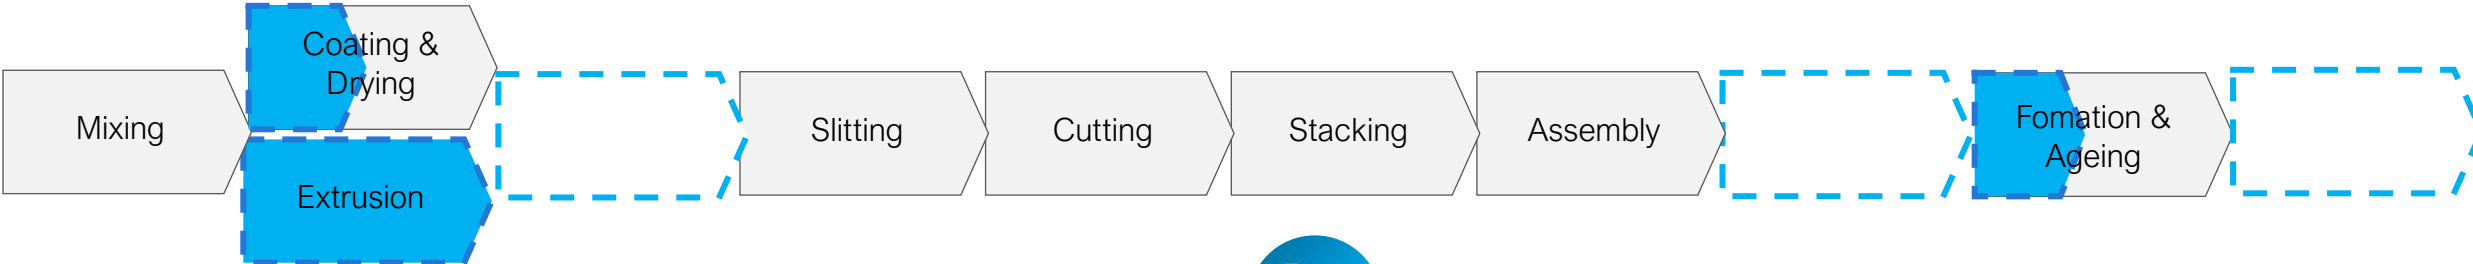 Mixing
Coating &
Drying
Extrusion
Slitting
Cutting
Stacking
Assembly
Fomation &
Ageing